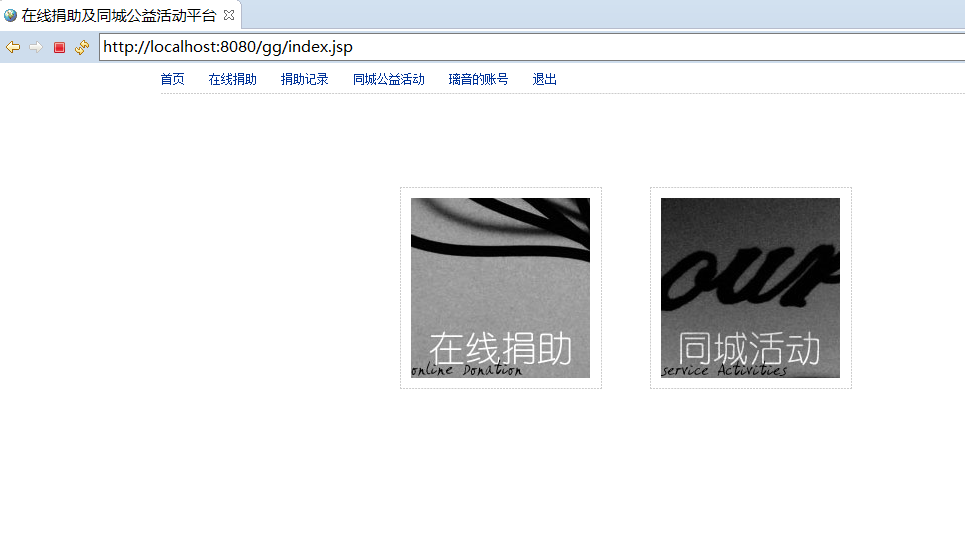 在线捐助及同城公益活动平台
http://localhost:8080/gg/index.jsp
首页 在线捐助 捐助记录 同城公益活动 璃音的账号 退出
our
在线捐助 同城活动
online Donation service Activities